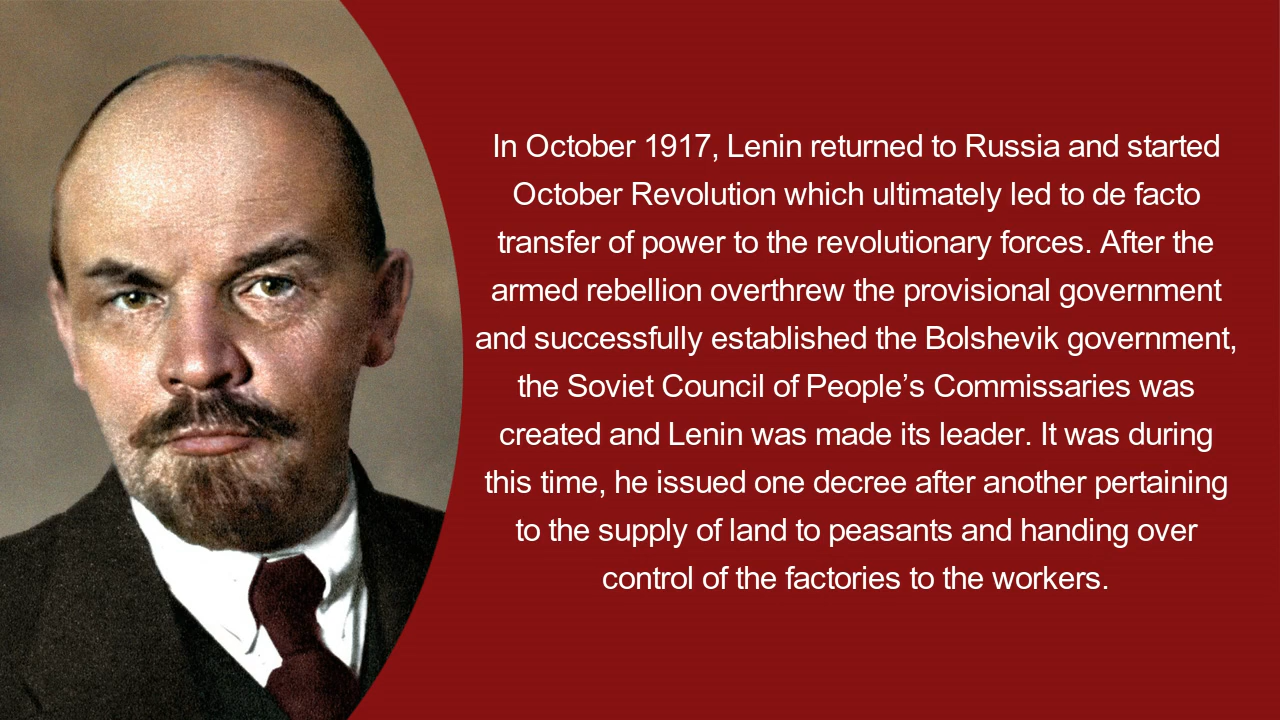 In October 1917, Lenin returned to Russia and started
October Revolution which ultimately led to de facto
transfer of power to the revolutionary forces. After the
armed rebellion overthrew the provisional government
and successfully established the Bolshevik government,
the Soviet Council of People’s Commissaries was
created and Lenin was made its leader. It was during
this time, he issued one decree after another pertaining
to the supply of land to peasants and handing over
control of the factories to the workers.